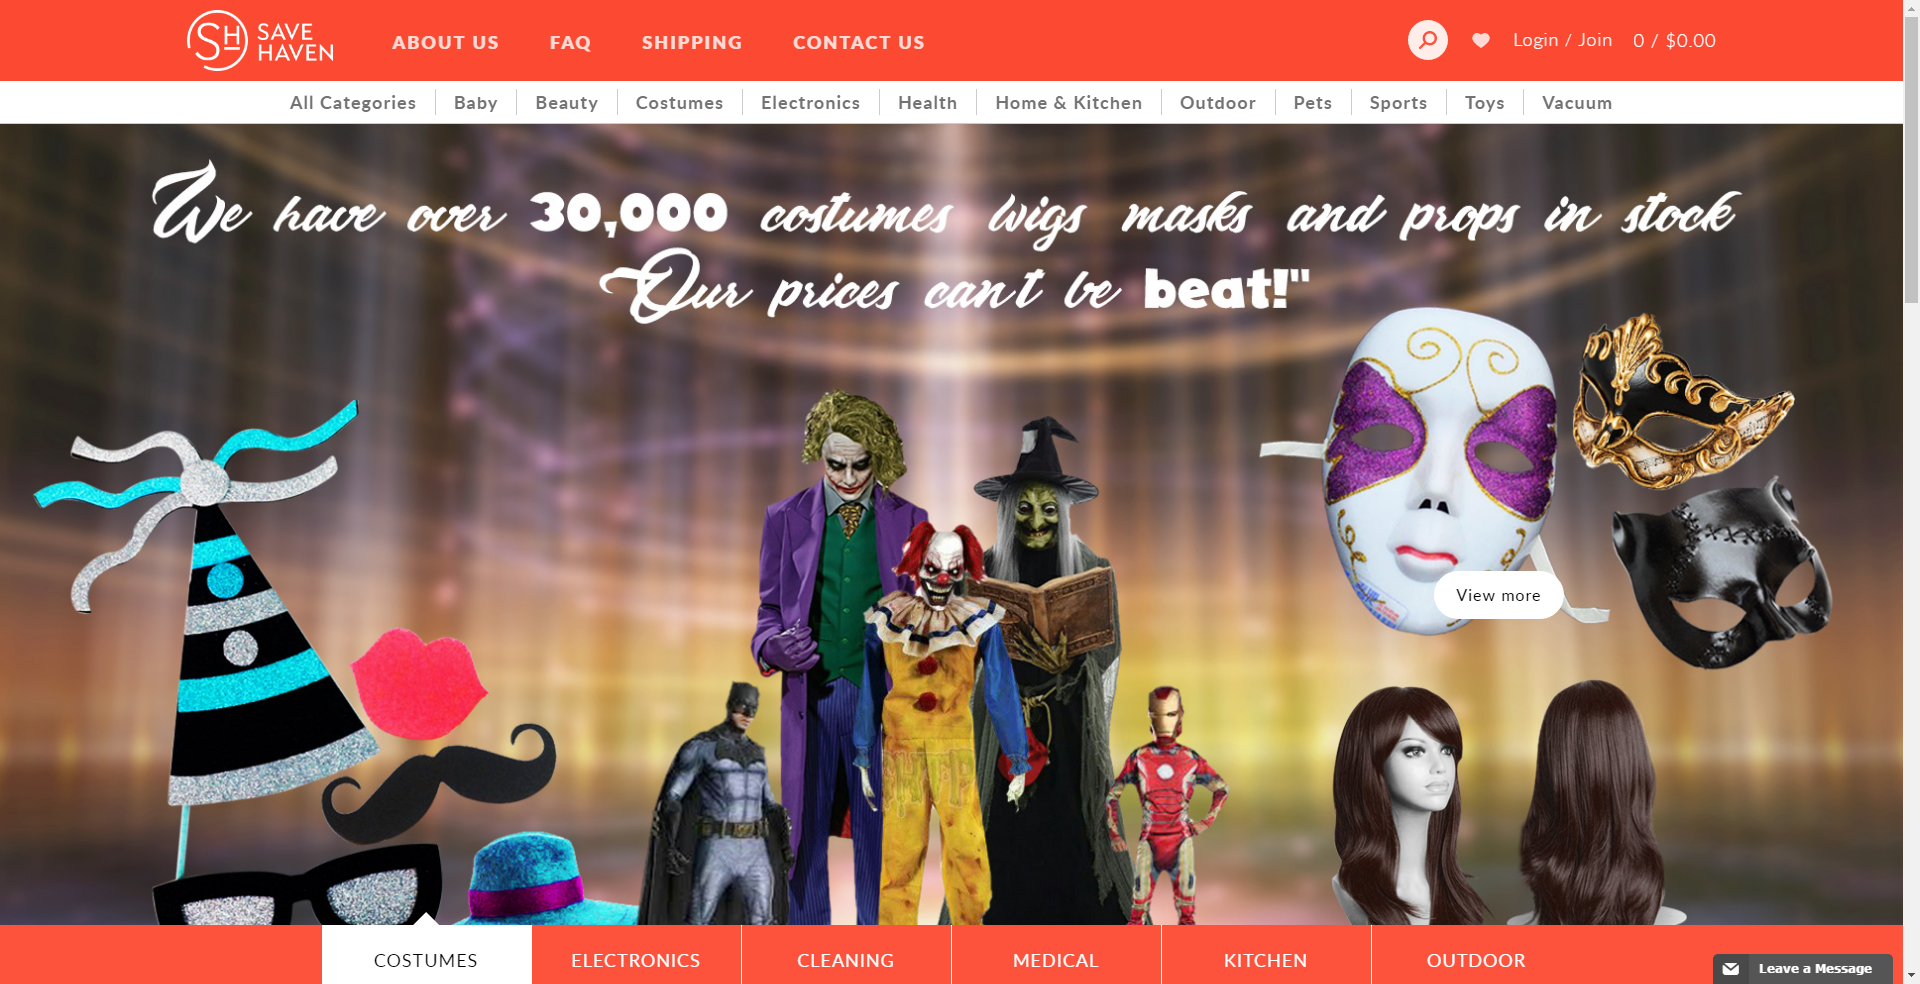 SH SAVE HAVEN
ABOUT US FAQ SHIPPING CONTACT US
Login / Join 0 / $0.00
All Categories Baby Beauty Costumes Electronics Health Home & Kitchen Outdoor Pets Sports Toys Vacuum
We have over 30,000 costumes wigs masks and props in stock
Our prices can't be beat!"
View more
COSTUMES ELECTRONICS CLEANING MEDICAL KITCHEN OUTDOOR
Leave a Message